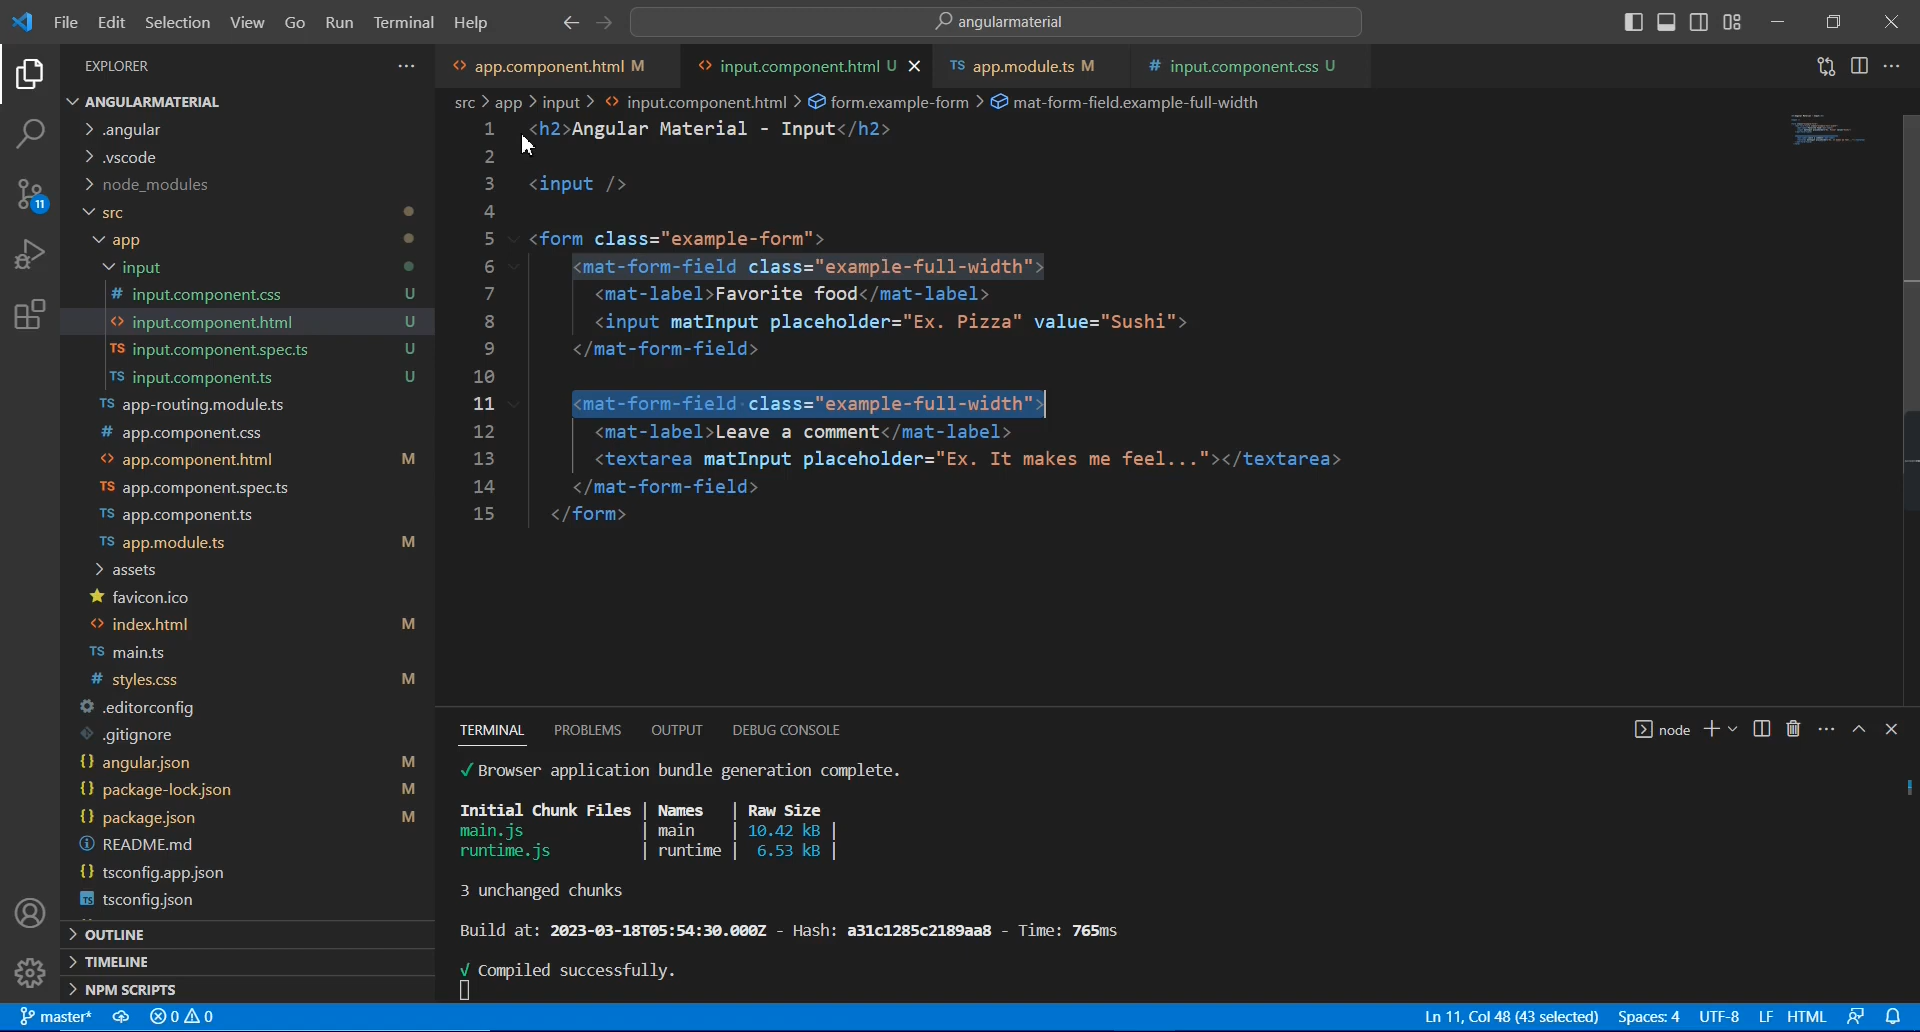 File Edit Selection View Go Run Terminal Help
angularmaterial
EXPLORER
ANGULARMATERIAL
.angular
.vscode
node_modules
src
app
input
# input.component.css U
<> input.component.html U
TS input.component.spec.ts U
TS input.component.ts U
TS app-routing.module.ts
# app.component.css
<> app.component.html M
TS app.component.spec.ts
TS app.component.ts
TS app.module.ts M
assets
favicon.ico
<> index.html M
TS main.ts
# styles.css M
.editorconfig
.gitignore
{} angular.json M
{} package-lock.json M
{} package.json M
README.md
{} tsconfig.app.json
TS tsconfig.json
OUTLINE
TIMELINE
NPM SCRIPTS
11
<> app.component.html M
<> input.component.html U
TS app.module.ts M
# input.component.css U
src > app > input > <> input.component.html > form.example-form > mat-form-field.example-full-width
1 <h2>Angular Material - Input</h2>
2
3 <input />
4
5 <form class="example-form">
6 <mat-form-field class="example-full-width">
7 <mat-label>Favorite food</mat-label>
8 <input matInput placeholder="Ex. Pizza" value="Sushi">
9 </mat-form-field>
10
11 <mat-form-field class="example-full-width">
12 <mat-label>Leave a comment</mat-label>
13 <textarea matInput placeholder="Ex. It makes me feel..."></textarea>
14 </mat-form-field>
15 </form>
TERMINAL PROBLEMS OUTPUT DEBUG CONSOLE
node
√ Browser application bundle generation complete.
Initial Chunk Files | Names | Raw Size
main.js | main | 10.42 kB |
runtime.js | runtime | 6.53 kB |
3 unchanged chunks
Build at: 2023-03-18T05:54:30.000Z - Hash: a31c1285c2189aa8 - Time: 765ms
√ Compiled successfully.
master* 0 0
Ln 11, Col 48 (43 selected) Spaces: 4 UTF-8 LF HTML